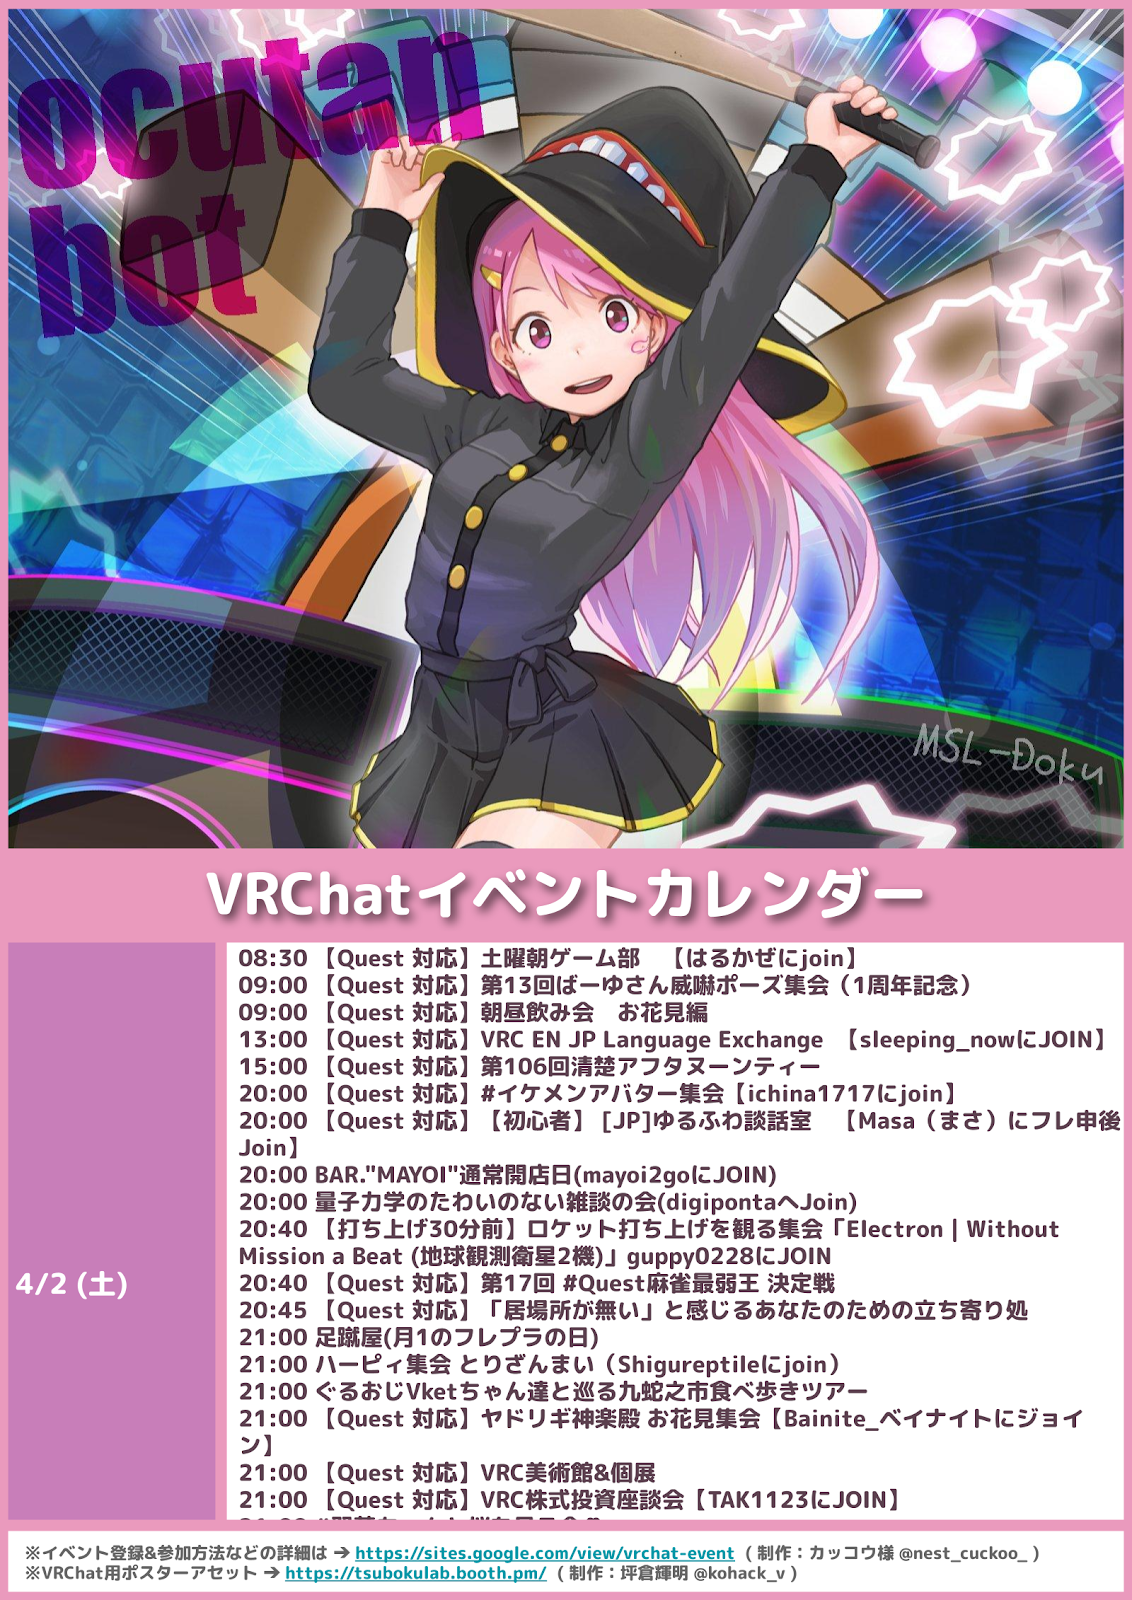 ocutan
bot
MSL-Doku
VRChatイベントカレンダー
4/2 (土)
08:30 【Quest 対応】土曜朝ゲーム部　【はるかぜにjoin】
09:00 【Quest 対応】第13回ばーゆさん威嚇ポーズ集会（1周年記念）
09:00 【Quest 対応】朝昼飲み会　お花見編
13:00 【Quest 対応】VRC EN JP Language Exchange 【sleeping_nowにJOIN】
15:00 【Quest 対応】第106回清楚アフタヌーンティー
20:00 【Quest 対応】#イケメンアバター集会【ichina1717にjoin】
20:00 【Quest 対応】【初心者】 [JP]ゆるふわ談話室　【Masa（まさ）にフレ申後
Join】
20:00 BAR."MAYOI"通常開店日(mayoi2goにJOIN)
20:00 量子力学のたわいのない雑談の会(digipontaへJoin)
20:40 【打ち上げ30分前】ロケット打ち上げを観る集会「Electron | Without
Mission a Beat (地球観測衛星2機)」guppy0228にJOIN
20:40 【Quest 対応】第17回 #Quest麻雀最弱王 決定戦
20:45 【Quest 対応】「居場所が無い」と感じるあなたのための立ち寄り処
21:00 足蹴屋(月1のフレプラの日)
21:00 ハーピィ集会 とりざんまい（Shigureptileにjoin）
21:00 ぐるおじVketちゃん達と巡る九蛇之市食べ歩きツアー
21:00 【Quest 対応】ヤドリギ神楽殿 お花見集会【Bainite_ベイナイトにジョイ
ン】
21:00 【Quest 対応】VRC美術館&個展
21:00 【Quest 対応】VRC株式投資座談会【TAK1123にJOIN】
※イベント登録&参加方法などの詳細は → https://sites.google.com/view/vrchat-event ( 制作：カッコウ様 @nest_cuckoo_ )
※VRChat用ポスターアセット → https://tsubokulab.booth.pm/ ( 制作：坪倉輝明 @kohack_v )